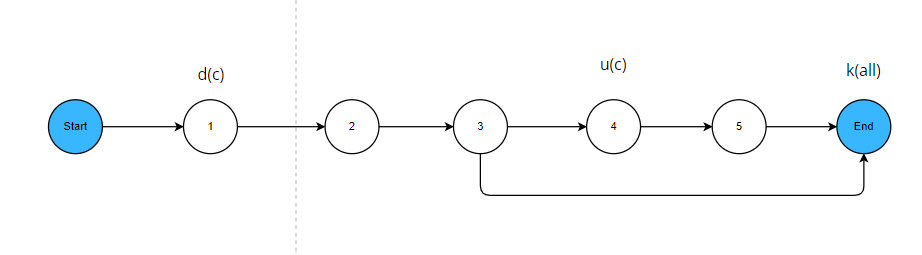 d(c)
u(c)
k(all)
Start
1
2
3
4
5
End